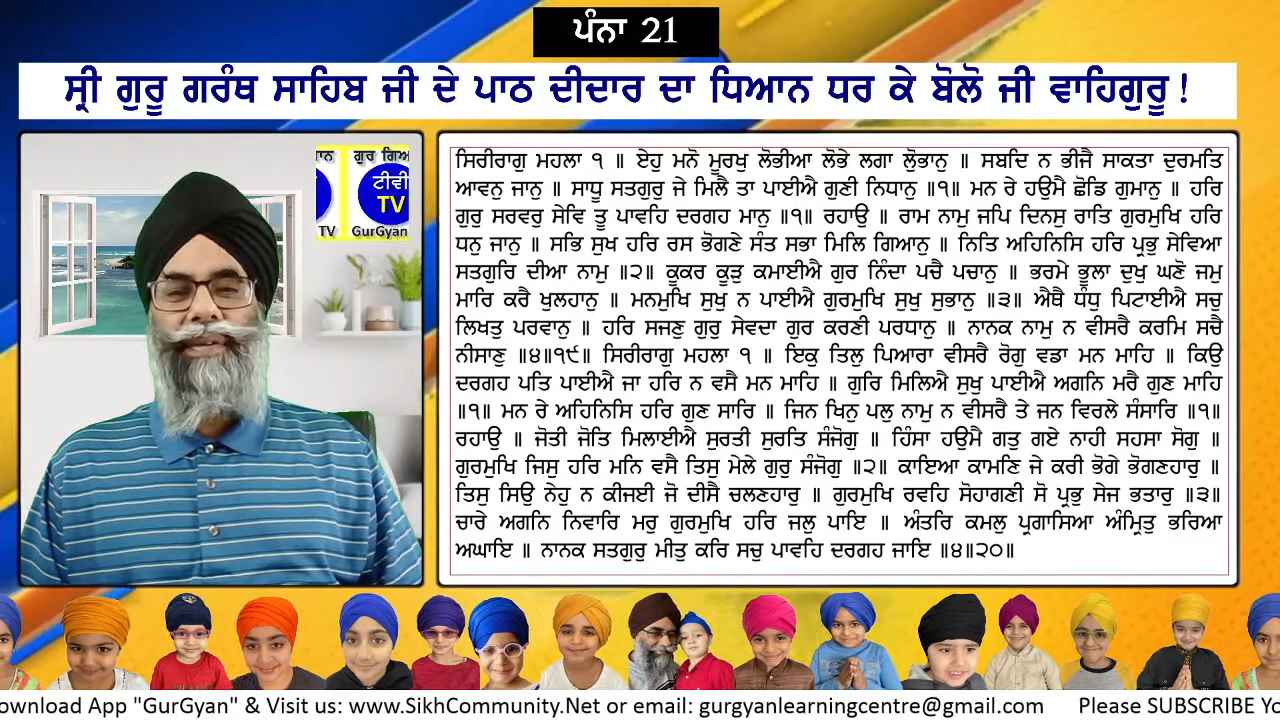 ਪੰਨਾ 21
ਸ੍ਰੀ ਗੁਰੂ ਗਰੰਥ ਸਾਹਿਬ ਜੀ ਦੇ ਪਾਠ ਦੀਦਾਰ ਦਾ ਧਿਆਨ ਧਰ ਕੇ ਬੋਲੋ ਜੀ ਵਾਹਿਗੁਰੂ!
ਗੁਰ ਗਿਆ
ਟੀਵੀ
TV
TV GurGyan
ਸਿਰੀਰਾਗੁ ਮਹਲਾ ੧ ॥ ਏਹੁ ਮਨੋ ਮੂਰਖੁ ਲੋਭੀਆ ਲੋਭੇ ਲਗਾ ਲੋੁਭਾਨੁ ॥ ਸਬਦਿ ਨ ਭੀਜੈ ਸਾਕਤਾ ਦੁਰਮਤਿ
ਆਵਨੁ ਜਾਨੁ ॥ ਸਾਧੂ ਸਤਗੁਰੁ ਜੇ ਮਿਲੈ ਤਾ ਪਾਈਐ ਗੁਣੀ ਨਿਧਾਨੁ ॥੧॥ ਮਨ ਰੇ ਹਉਮੈ ਛੋਡਿ ਗੁਮਾਨੁ ॥ ਹਰਿ
ਗੁਰੁ ਸਰਵਰੁ ਸੇਵਿ ਤੂ ਪਾਵਹਿ ਦਰਗਹ ਮਾਨੁ ॥੧॥ ਰਹਾਉ ॥ ਰਾਮ ਨਾਮੁ ਜਪਿ ਦਿਨਸੁ ਰਾਤਿ ਗੁਰਮੁਖਿ ਹਰਿ
ਧਨੁ ਜਾਨੁ ॥ ਸਭਿ ਸੁਖ ਹਰਿ ਰਸ ਭੋਗਣੇ ਸੰਤ ਸਭਾ ਮਿਲਿ ਗਿਆਨੁ ॥ ਨਿਤਿ ਅਹਿਨਿਸਿ ਹਰਿ ਪ੍ਰਭੁ ਸੇਵਿਆ
ਸਤਗੁਰਿ ਦੀਆ ਨਾਮੁ ॥੨॥ ਕੂਕਰ ਕੂੜੁ ਕਮਾਈਐ ਗੁਰ ਨਿੰਦਾ ਪਚੈ ਪਚਾਨੁ ॥ ਭਰਮੇ ਭੂਲਾ ਦੁਖੁ ਘਣੋ ਜਮੁ
ਮਾਰਿ ਕਰੈ ਖੁਲਹਾਨੁ ॥ ਮਨਮੁਖਿ ਸੁਖੁ ਨ ਪਾਈਐ ਗੁਰਮੁਖਿ ਸੁਖੁ ਸੁਭਾਨੁ ॥੩॥ ਐਥੈ ਧੰਧੁ ਪਿਟਾਈਐ ਸਚੁ
ਲਿਖਤੁ ਪਰਵਾਨੁ ॥ ਹਰਿ ਸਜਣੁ ਗੁਰੁ ਸੇਵਦਾ ਗੁਰ ਕਰਣੀ ਪਰਧਾਨੁ ॥ ਨਾਨਕ ਨਾਮੁ ਨ ਵੀਸਰੈ ਕਰਮਿ ਸਚੈ
ਨੀਸਾਣੁ ॥੪॥੧੯॥ ਸਿਰੀਰਾਗੁ ਮਹਲਾ ੧ ॥ ਇਕੁ ਤਿਲੁ ਪਿਆਰਾ ਵੀਸਰੈ ਰੋਗੁ ਵਡਾ ਮਨ ਮਾਹਿ ॥ ਕਿਉ
ਦਰਗਹ ਪਤਿ ਪਾਈਐ ਜਾ ਹਰਿ ਨ ਵਸੈ ਮਨ ਮਾਹਿ ॥ ਗੁਰਿ ਮਿਲਿਐ ਸੁਖੁ ਪਾਈਐ ਅਗਨਿ ਮਰੈ ਗੁਣ ਮਾਹਿ
॥੧॥ ਮਨ ਰੇ ਅਹਿਨਿਸਿ ਹਰਿ ਗੁਣ ਸਾਰਿ ॥ ਜਿਨ ਖਿਨੁ ਪਲੁ ਨਾਮੁ ਨ ਵੀਸਰੈ ਤੇ ਜਨ ਵਿਰਲੇ ਸੰਸਾਰਿ ॥੧॥
ਰਹਾਉ ॥ ਜੋਤੀ ਜੋਤਿ ਮਿਲਾਈਐ ਸੁਰਤੀ ਸੁਰਤਿ ਸੰਜੋਗੁ ॥ ਹਿੰਸਾ ਹਉਮੈ ਗਤੁ ਗਏ ਨਾਹੀ ਸਹਸਾ ਸੋਗੁ ॥
ਗੁਰਮੁਖਿ ਜਿਸੁ ਹਰਿ ਮਨਿ ਵਸੈ ਤਿਸੁ ਮੇਲੇ ਗੁਰੁ ਸੰਜੋਗੁ ॥੨॥ ਕਾਇਆ ਕਾਮਣਿ ਜੇ ਕਰੀ ਭੋਗੇ ਭੋਗਣਹਾਰੁ ॥
ਤਿਸੁ ਸਿਉ ਨੇਹੁ ਨ ਕੀਜਈ ਜੋ ਦੀਸੈ ਚਲਣਹਾਰੁ ॥ ਗੁਰਮੁਖਿ ਰਵਹਿ ਸੋਹਾਗਣੀ ਸੋ ਪ੍ਰਭੁ ਸੇਜ ਭਤਾਰੁ ॥੩॥
ਚਾਰੇ ਅਗਨਿ ਨਿਵਾਰਿ ਮਰੁ ਗੁਰਮੁਖਿ ਹਰਿ ਜਲੁ ਪਾਇ ॥ ਅੰਤਰਿ ਕਮਲੁ ਪ੍ਰਗਾਸਿਆ ਅੰਮ੍ਰਿਤੁ ਭਰਿਆ
ਅਘਾਇ ॥ ਨਾਨਕ ਸਤਗੁਰੁ ਮੀਤੁ ਕਰਿ ਸਚੁ ਪਾਵਹਿ ਦਰਗਹ ਜਾਇ ॥੪॥੨੦॥
ownload App "GurGyan" & Visit us: www.SikhCommunity.Net or email: gurgyanlearningcentre@gmail.com Please SUBSCRIBE Yo